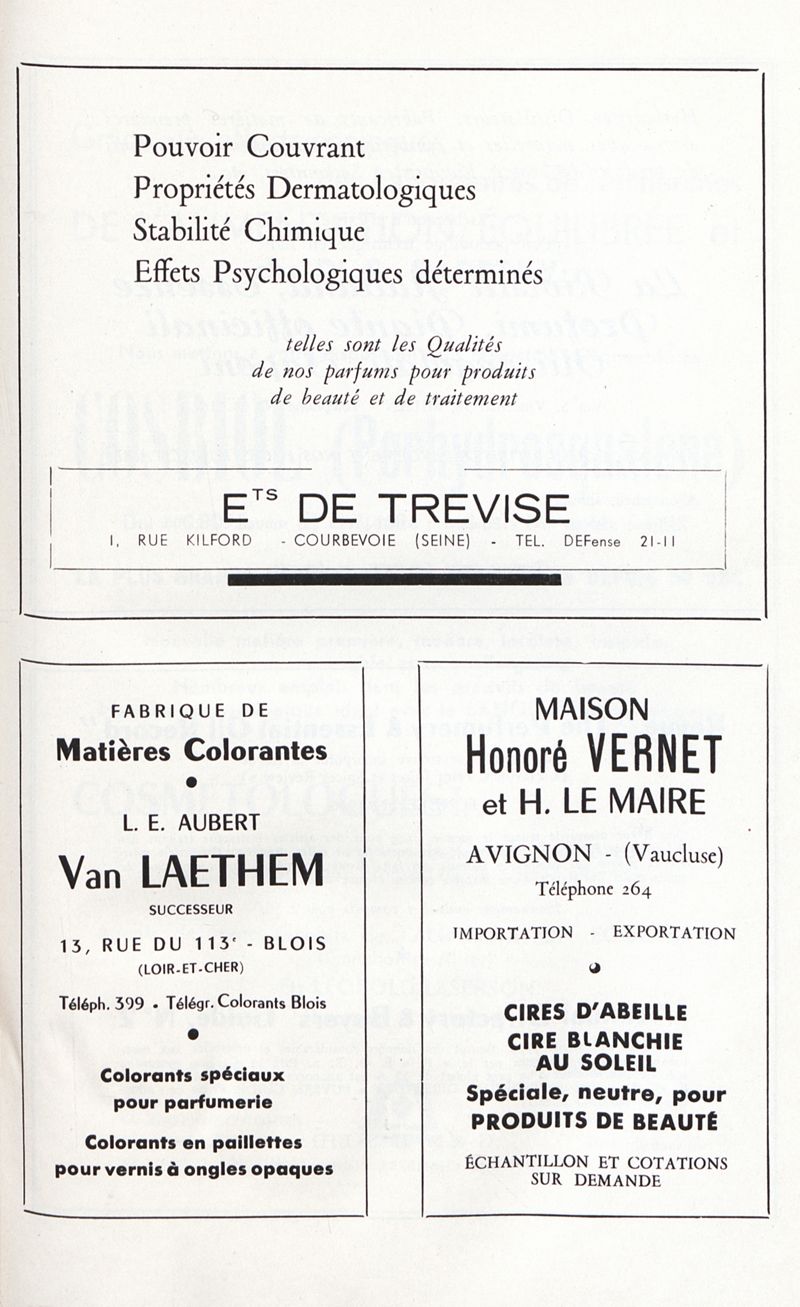 Pouvoir Couvrant
Propriétés Dermatologiques
Stabilité Chimique
Effets Psychologiques déterminés
telles sont les Qualités
de nos parfums pour produits
de beauté et de traitement
ETS DE TREVISE
1, RUE KILFORD - COURBEVOIE (SEINE) - TEL. DEFense 21-11
FABRIQUE DE
Matières Colorantes
L. E. AUBERT
Van LAETHEM
SUCCESSEUR
13, RUE DU 113e - BLOIS
(LOIR-ET-CHER)
Téléph. 399 • Télégr. Colorants Blois
Colorants spéciaux
pour parfumerie
Colorants en paillettes
pour vernis à ongles opaques
MAISON
Honoré VERNET
et H. LE MAIRE
AVIGNON - (Vaucluse)
Téléphone 264
IMPORTATION - EXPORTATION
CIRES D'ABEILLE
CIRE BLANCHIE
AU SOLEIL
Spéciale, neutre, pour
PRODUITS DE BEAUTÉ
ÉCHANTILLON ET COTATIONS
SUR DEMANDE